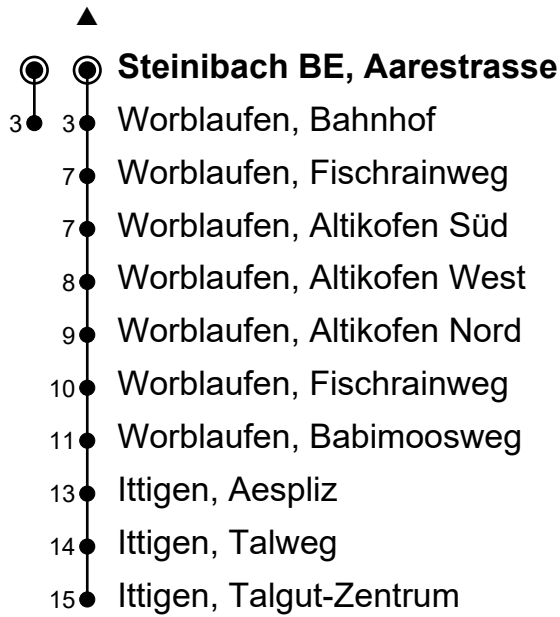 Steinibach BE, Aarestrasse
3 3 Worblaufen, Bahnhof
7 Worblaufen, Fischrainweg
7 Worblaufen, Altikofen Süd
8 Worblaufen, Altikofen West
9 Worblaufen, Altikofen Nord
10 Worblaufen, Fischrainweg
11 Worblaufen, Babimoosweg
13 Ittigen, Aespliz
14 Ittigen, Talweg
15 Ittigen, Talgut-Zentrum